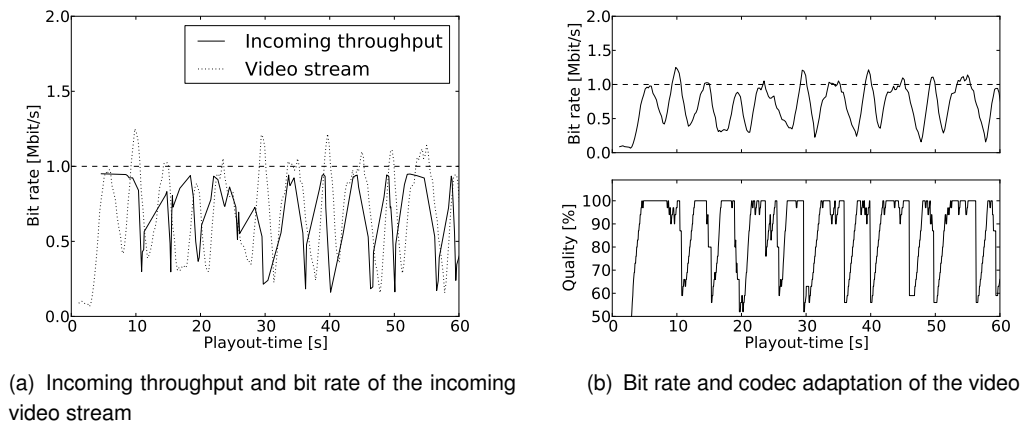 2.0
1.5
1.0
0.5
0.0
Bit rate [Mbit/s]
Incoming throughput
Video stream
0 10 20 30 40 50 60
Playout-time [s]
(a) Incoming throughput and bit rate of the incoming
video stream
2.0
1.5
1.0
0.5
0.0
Bit rate [Mbit/s]
100
90
80
70
60
50
Quality [%]
0 10 20 30 40 50 60
Playout-time [s]
(b) Bit rate and codec adaptation of the video